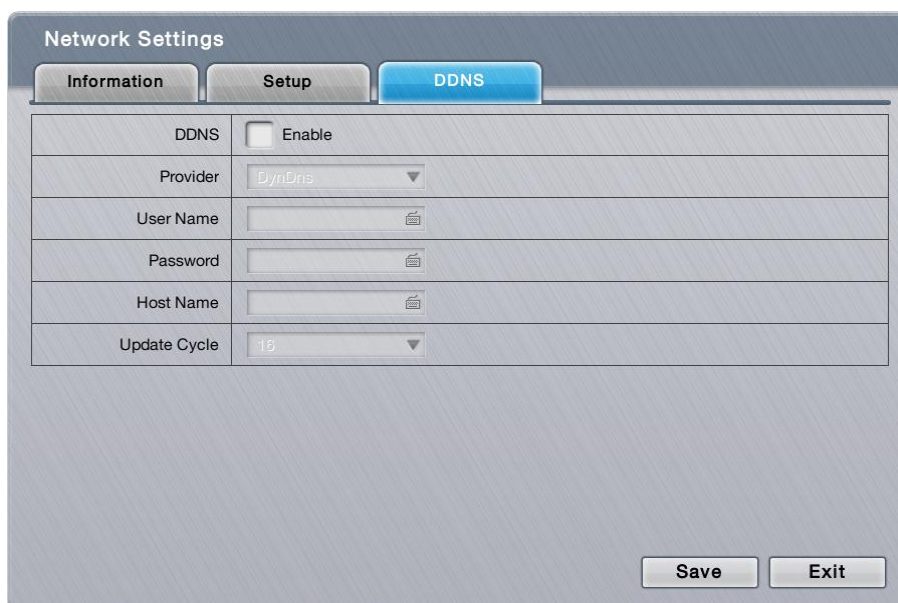 Network Settings
Information Setup DDNS
DDNS Enable
Provider DynDns
User Name
Password
Host Name
Update Cycle 16
Save Exit